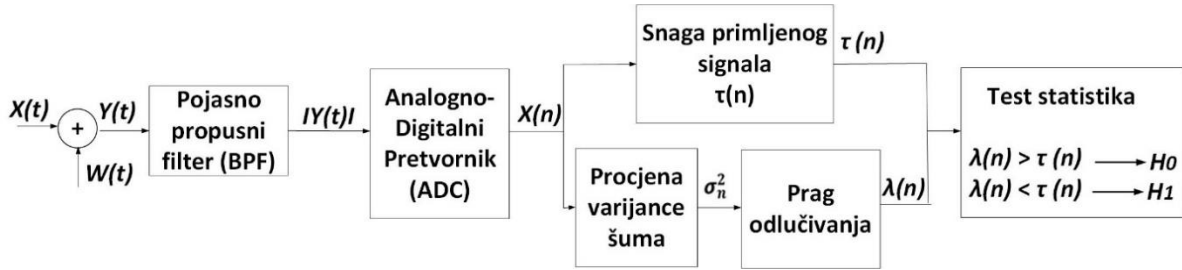 X(t)
+
W(t)
Y(t)
Pojasno
propusni
filter (BPF)
IY(t)I
Analogno-
Digitalni
Pretvornik
(ADC)
X(n)
Snaga primljenog
signala
τ(n)
τ (n)
Procjena
varijance
šuma
σ²ₙ
Prag
odlučivanja
λ(n)
Test statistika
λ(n) > τ (n) → H0
λ(n) < τ (n) → H1